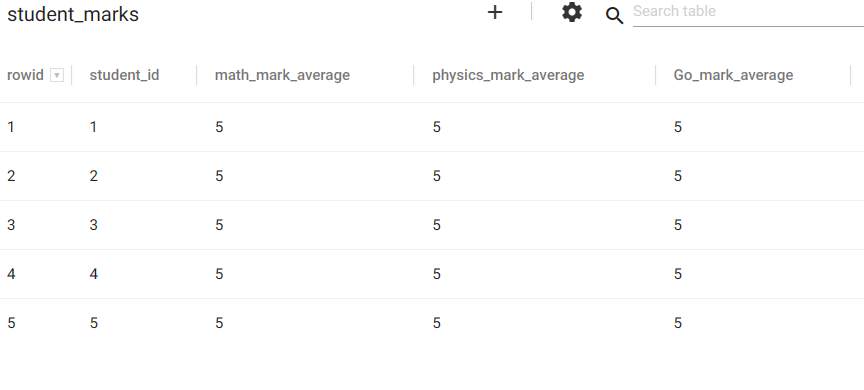 student_marks
Search table
rowid student_id math_mark_average physics_mark_average Go_mark_average
1 1 5 5 5
2 2 5 5 5
3 3 5 5 5
4 4 5 5 5
5 5 5 5 5